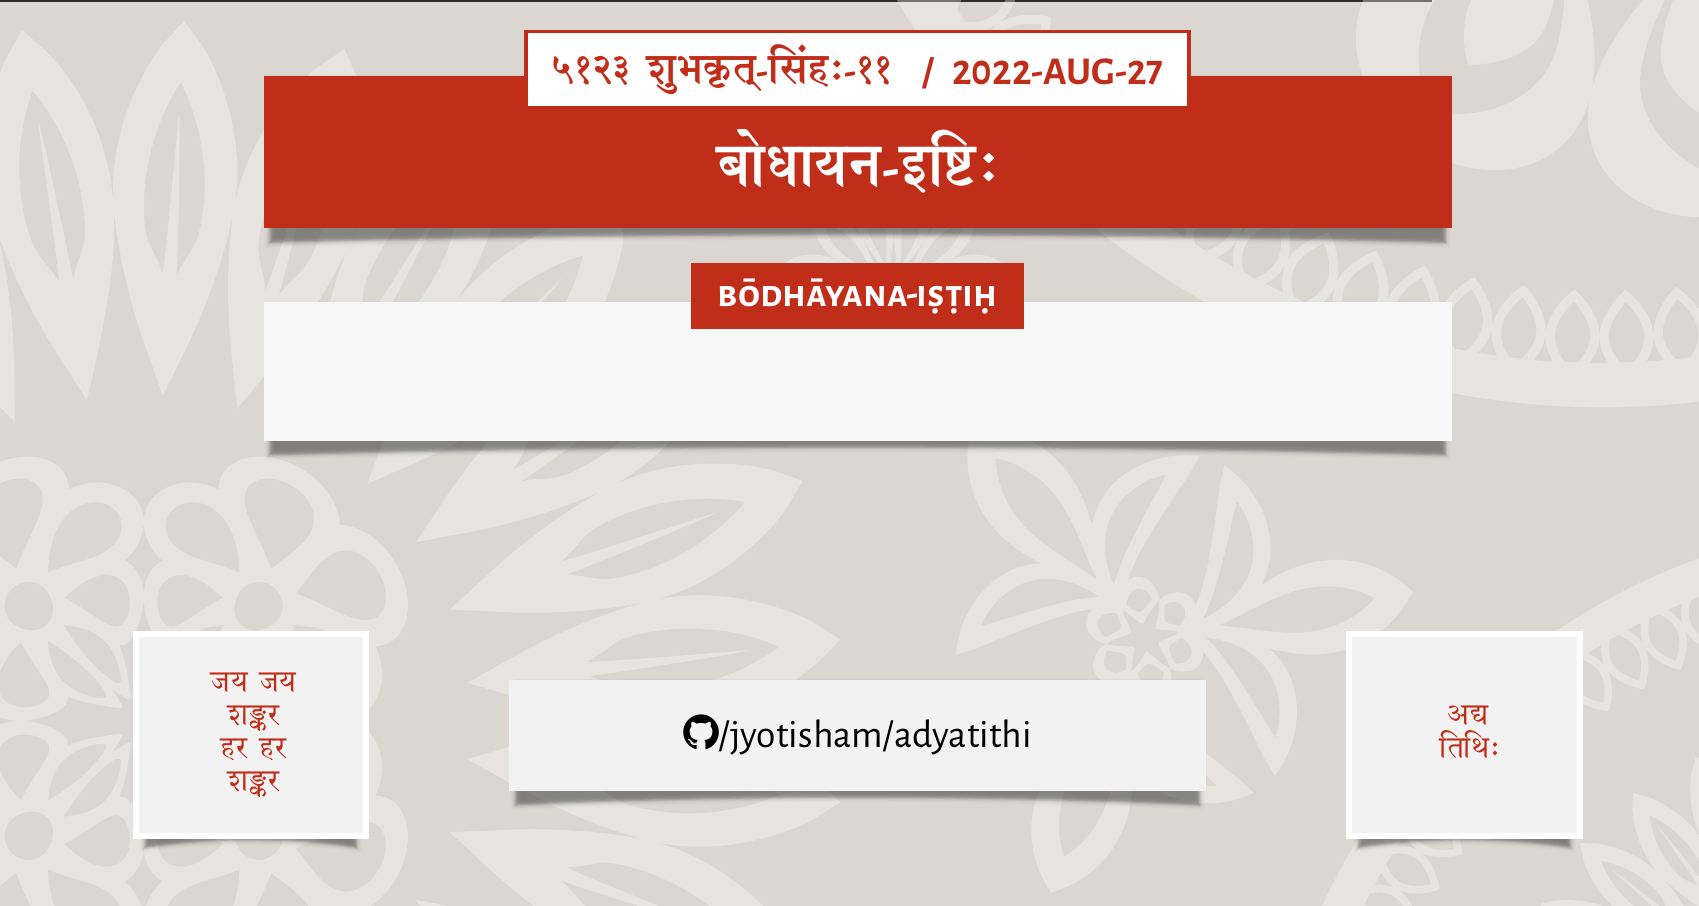 ५१२३ शुभकृत्-सिंहः-११ / 2022-AUG-27
बोधायन-इष्टिः
BŌDHĀYANA-IṢṬIḤ
जय जय
शङ्कर
हर हर
शङ्कर
/jyotisham/adyatithi
अद्य
तिथिः